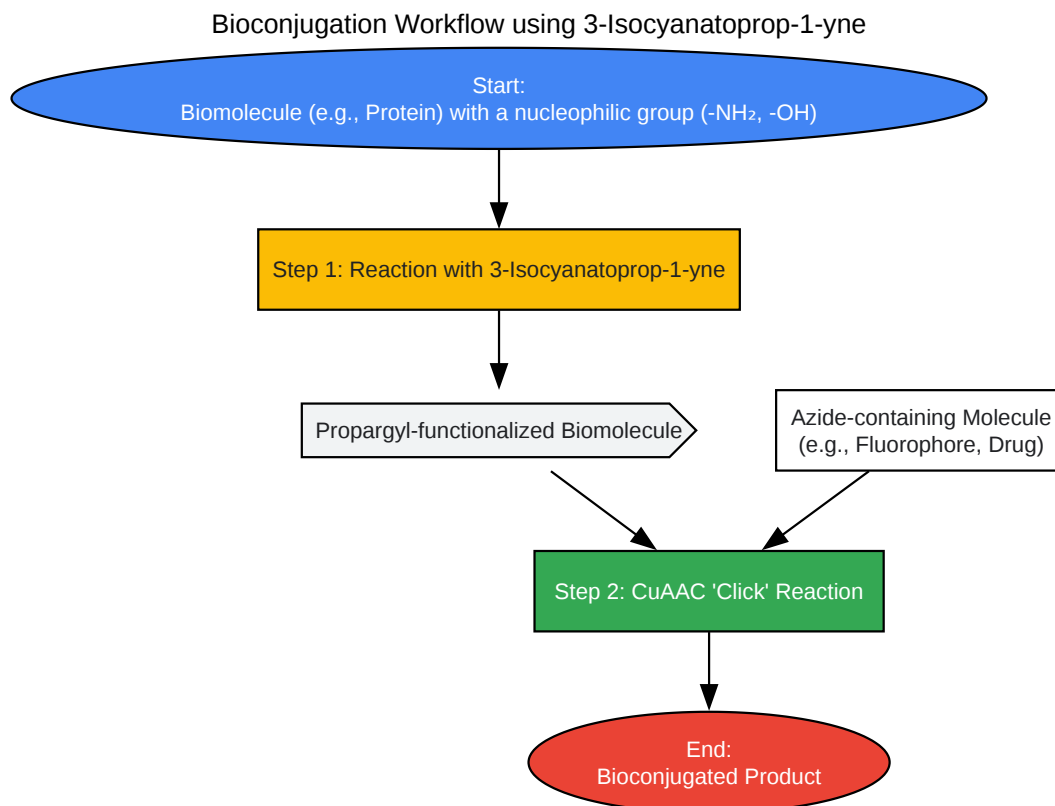 Bioconjugation Workflow using 3-Isocyanatoprop-1-yne
Start:
Biomolecule (e.g., Protein) with a nucleophilic group (-NH₂, -OH)
Step 1: Reaction with 3-Isocyanatoprop-1-yne
Propargyl-functionalized Biomolecule
Azide-containing Molecule
(e.g., Fluorophore, Drug)
Step 2: CuAAC 'Click' Reaction
End:
Bioconjugated Product